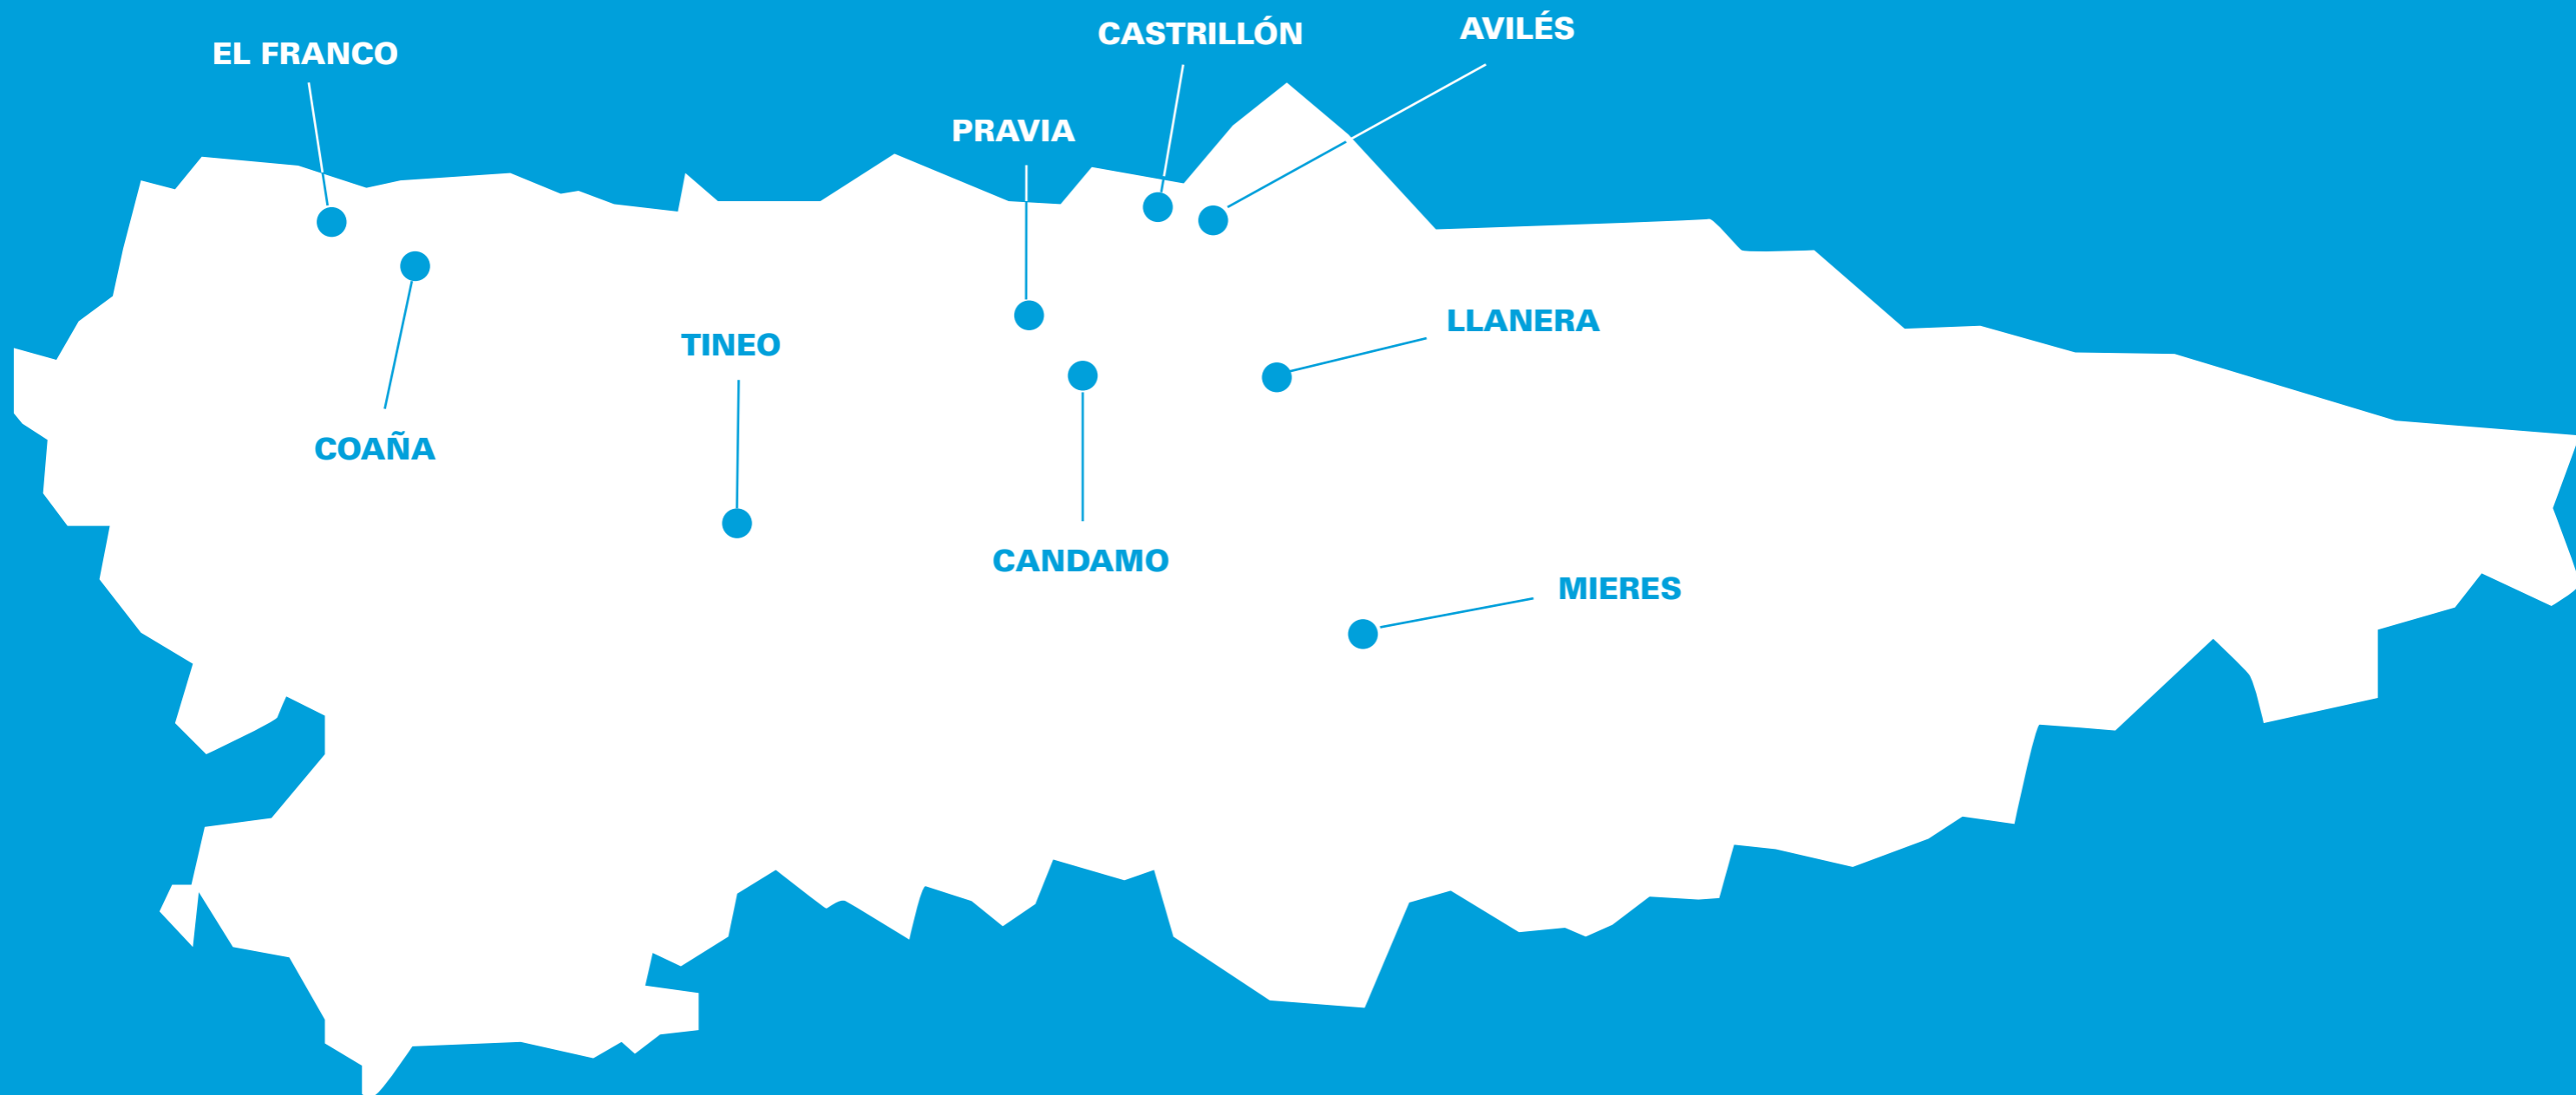 EL FRANCO
CASTRILLÓN
AVILÉS
PRAVIA
LLANERA
TINEO
COAÑA
CANDAMO
MIERES